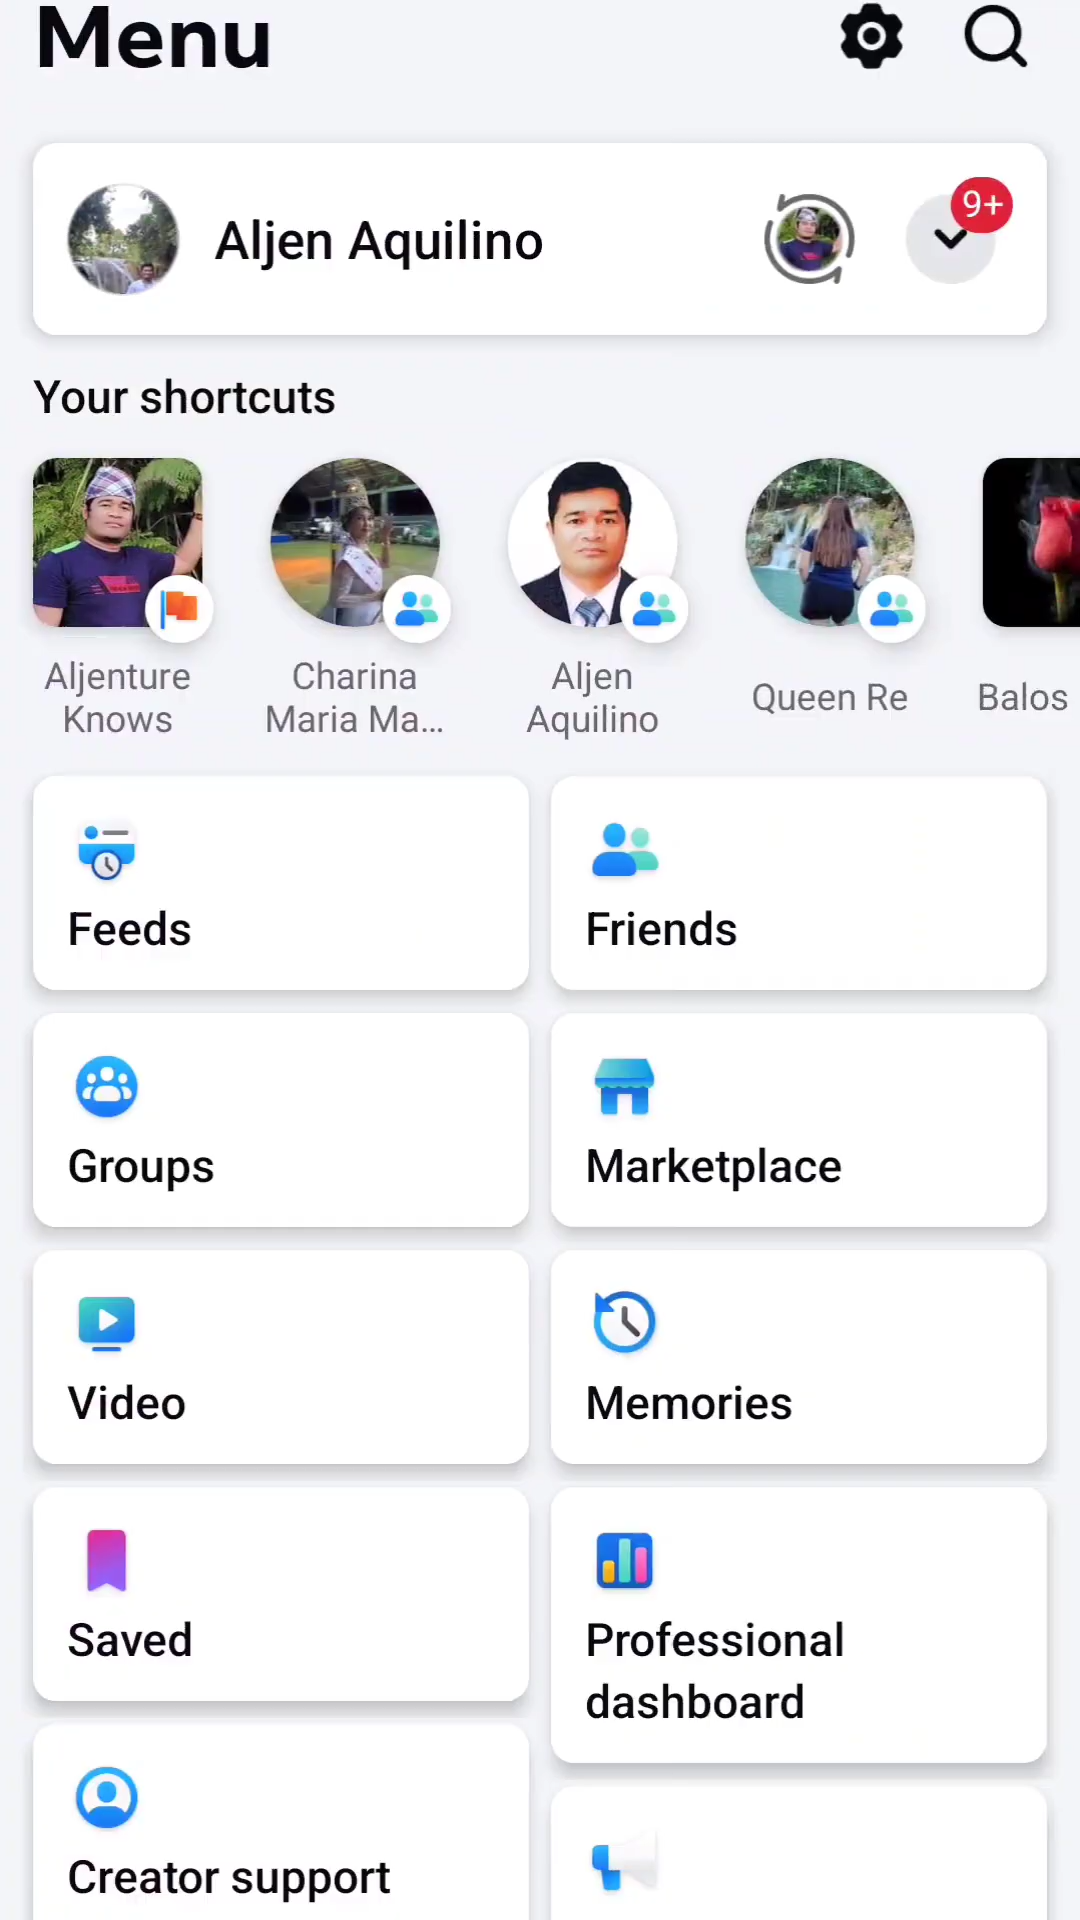 Menu
Aljen Aquilino
9+
Your shortcuts
Aljenture
Knows
Charina
Maria Ma...
Aljen
Aquilino
Queen Re
Balos
Feeds
Friends
Groups
Marketplace
Video
Memories
Saved
Professional
dashboard
Creator support